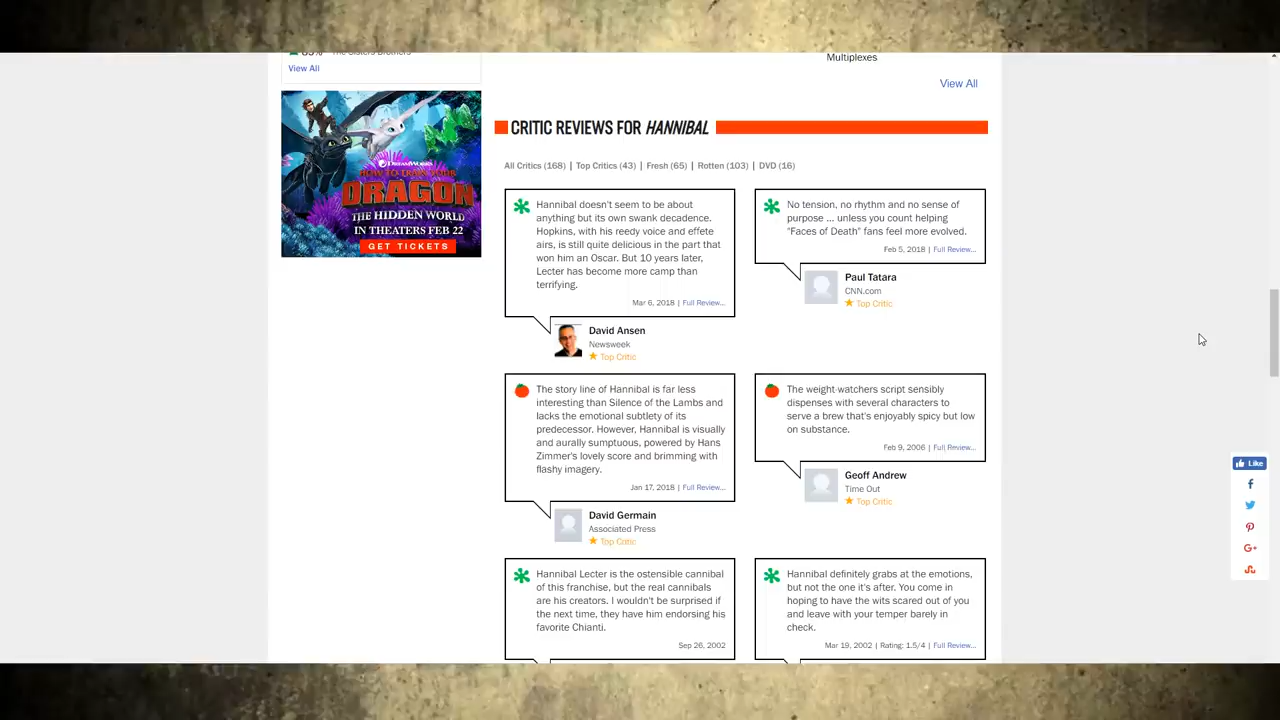 View All
Multiplexes
View All
DREAMWORKS
HOW TO TRAIN YOUR
DRAGON
THE HIDDEN WORLD
IN THEATERS FEB 22
GET TICKETS
CRITIC REVIEWS FOR HANNIBAL
All Critics (168) | Top Critics (43) | Fresh (65) | Rotten (103) | DVD (16)
Hannibal doesn't seem to be about
anything but its own swank decadence.
Hopkins, with his reedy voice and effete
airs, is still quite delicious in the part that
won him an Oscar. But 10 years later,
Lecter has become more camp than
terrifying.
Mar 6, 2018 | Full Review...
David Ansen
Newsweek
Top Critic
No tension, no rhythm and no sense of
purpose ... unless you count helping
"Faces of Death" fans feel more evolved.
Feb 5, 2018 | Full Review...
Paul Tatara
CNN.com
Top Critic
The story line of Hannibal is far less
interesting than Silence of the Lambs and
lacks the emotional subtlety of its
predecessor. However, Hannibal is visually
and aurally sumptuous, powered by Hans
Zimmer's lovely score and brimming with
flashy imagery.
Jan 17, 2018 | Full Review...
David Germain
Associated Press
Top Critic
The weight-watchers script sensibly
dispenses with several characters to
serve a brew that's enjoyably spicy but low
on substance.
Feb 9, 2006 | Full Review...
Geoff Andrew
Time Out
Top Critic
Hannibal Lecter is the ostensible cannibal
of this franchise, but the real cannibals
are his creators. I wouldn't be surprised if
the next time, they have him endorsing his
favorite Chianti.
Sep 26, 2002
Hannibal definitely grabs at the emotions,
but not the one it's after. You come in
hoping to have the wits scared out of you
and leave with your temper barely in
check.
Mar 19, 2002 | Rating: 1.5/4 | Full Review...
Like